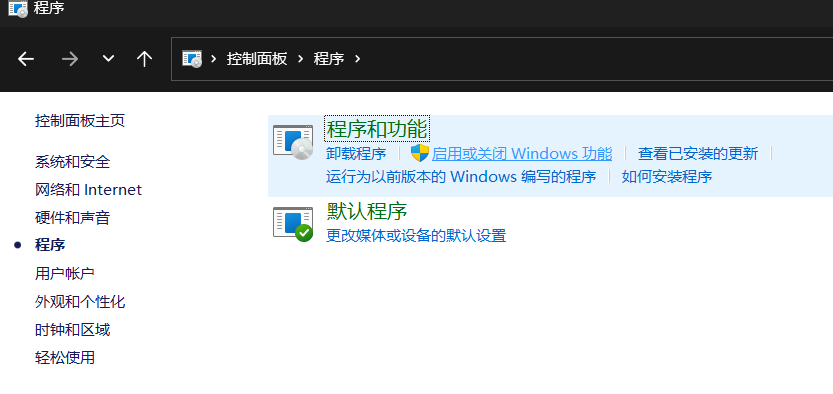 程序
控制面板 程序
控制面板主页
系统和安全
网络和 Internet
硬件和声音
程序
用户帐户
外观和个性化
时钟和区域
轻松使用
程序和功能
卸载程序 启用或关闭 Windows 功能 查看已安装的更新
运行为以前版本的 Windows 编写的程序 如何安装程序
默认程序
更改媒体或设备的默认设置